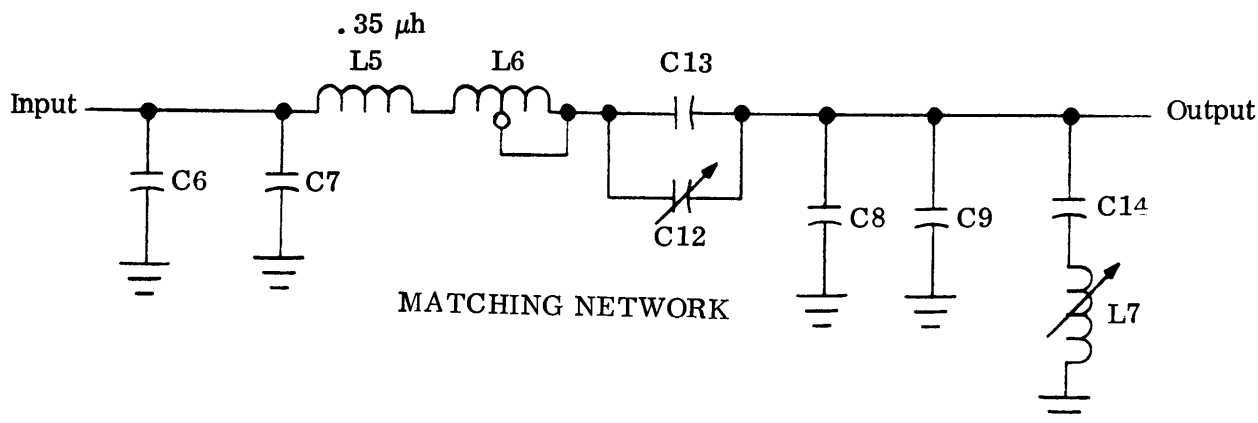 .35 μh
L5
L6
C13
Input
Output
C6
C7
C12
C8
C9
C14
L7
MATCHING NETWORK